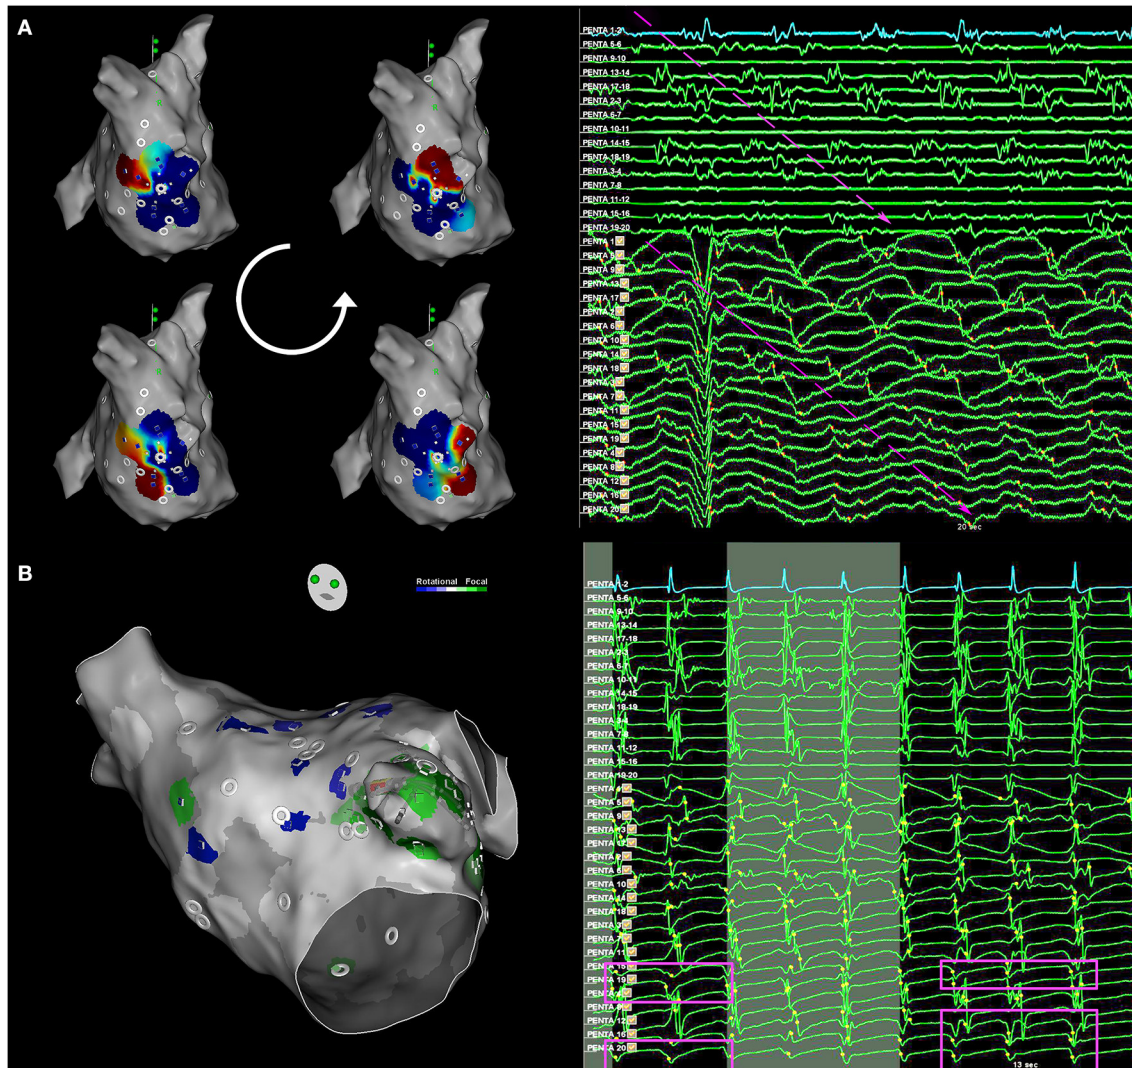 A
R
R
R
R
PENTA 1-2
PENTA 5-6
PENTA 9-10
PENTA 13-14
PENTA 17-18
PENTA 2-3
PENTA 6-7
PENTA 10-11
PENTA 14-15
PENTA 18-19
PENTA 3-4
PENTA 7-8
PENTA 11-12
PENTA 15-16
PENTA 19-20
PENTA 1
PENTA 5
PENTA 9
PENTA 13
PENTA 17
PENTA 2
PENTA 6
PENTA 10
PENTA 14
PENTA 18
PENTA 3
PENTA 7
PENTA 11
PENTA 15
PENTA 19
PENTA 4
PENTA 8
PENTA 12
PENTA 16
PENTA 20
20 sec
B
Rotational Focal
PENTA 1-2
PENTA 5-6
PENTA 9-10
PENTA 13-14
PENTA 17-18
PENTA 2-3
PENTA 6-7
PENTA 10-11
PENTA 14-15
PENTA 18-19
PENTA 3-4
PENTA 7-8
PENTA 11-12
PENTA 15-16
PENTA 19-20
PENTA 5
PENTA 9
PENTA 13
PENTA 17
PENTA 2
PENTA 6
PENTA 10
PENTA 14
PENTA 18
PENTA 3
PENTA 7
PENTA 11
PENTA 15
PENTA 19
PENTA 8
PENTA 12
PENTA 16
PENTA 20
13 sec